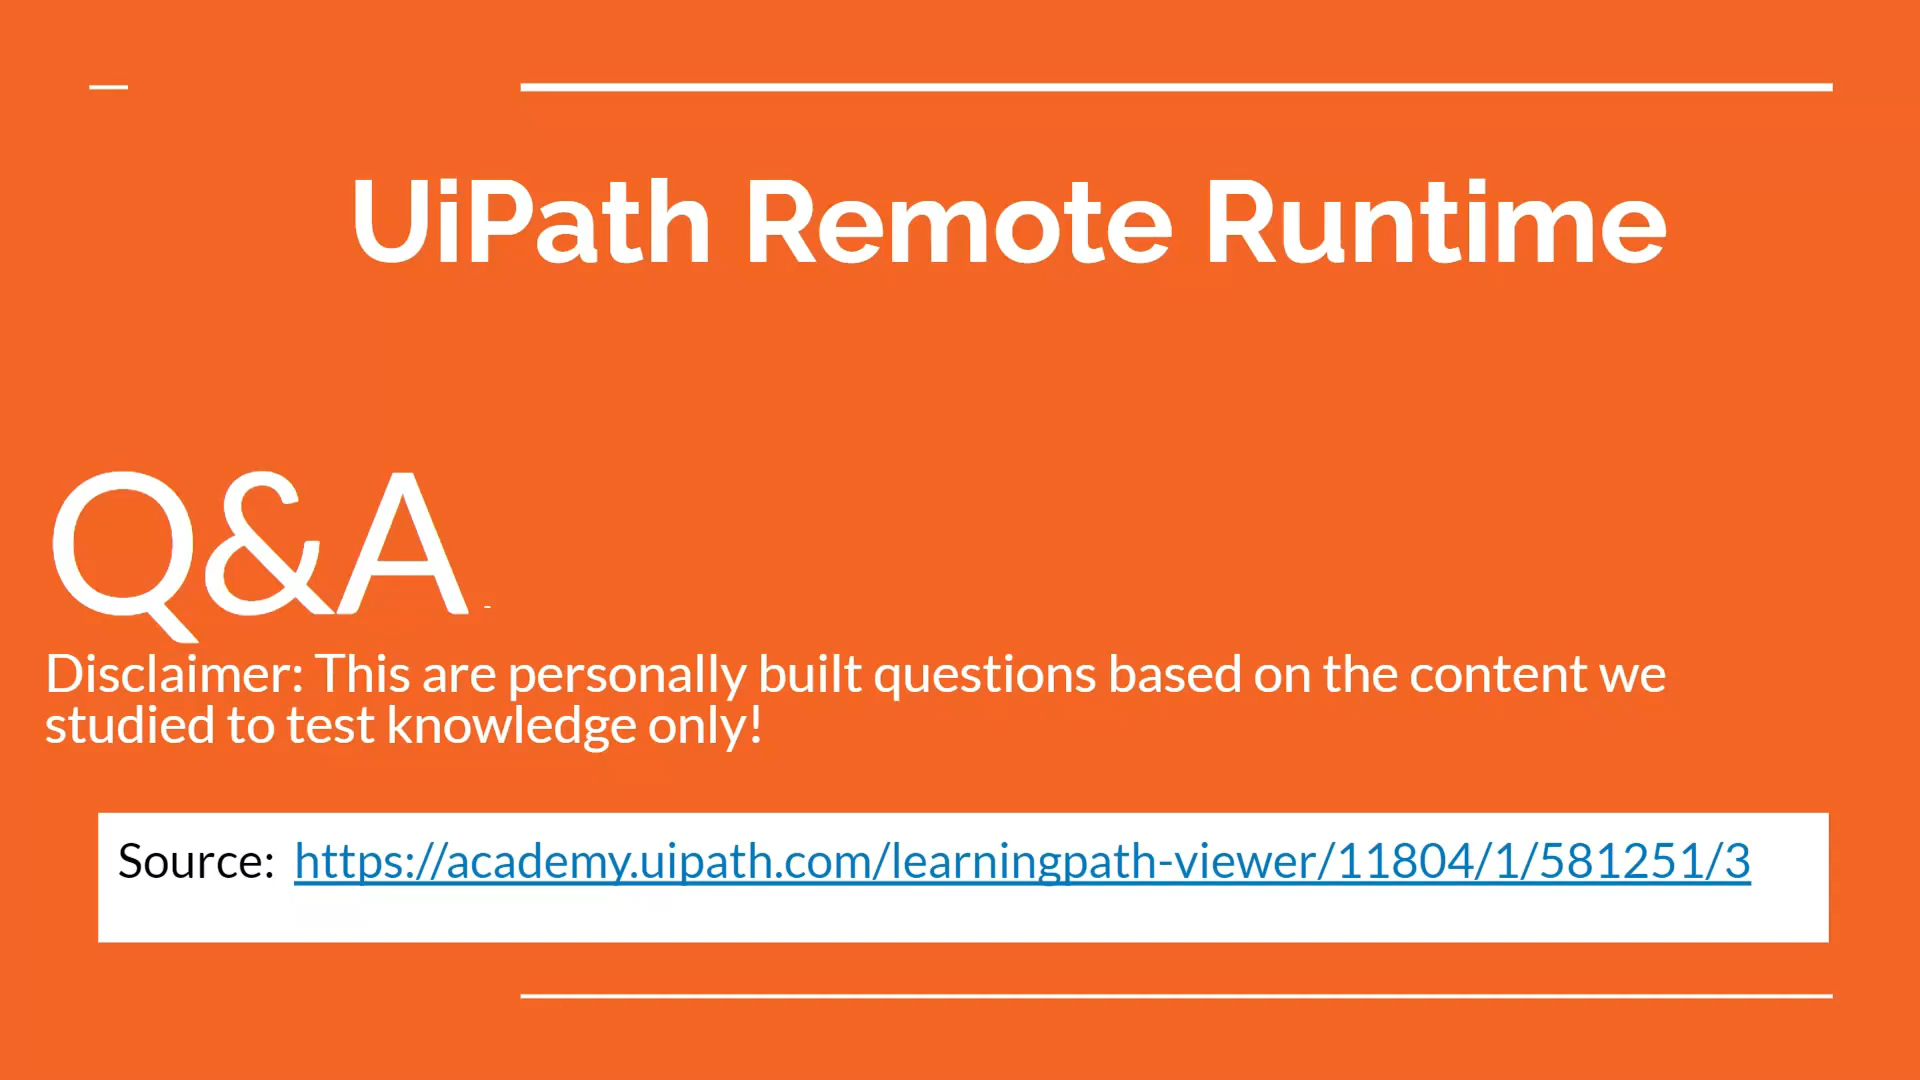 UiPath Remote Runtime
Q&A -
Disclaimer: This are personally built questions based on the content we
studied to test knowledge only!
Source: https://academy.uipath.com/learningpath-viewer/11804/1/581251/3